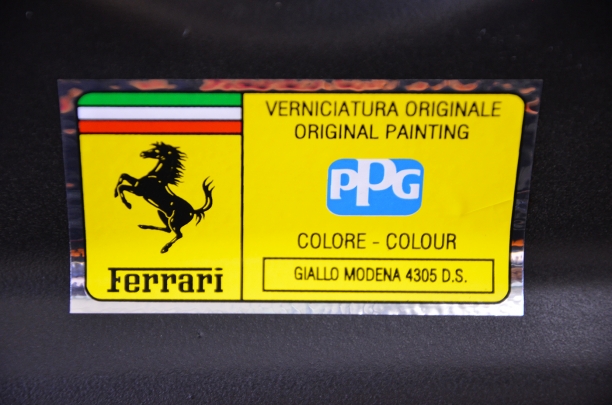 VERNICIATURA ORIGINALE
ORIGINAL PAINTING
PPG
COLORE - COLOUR
GIALLO MODENA 4305 D.S.
Ferrari